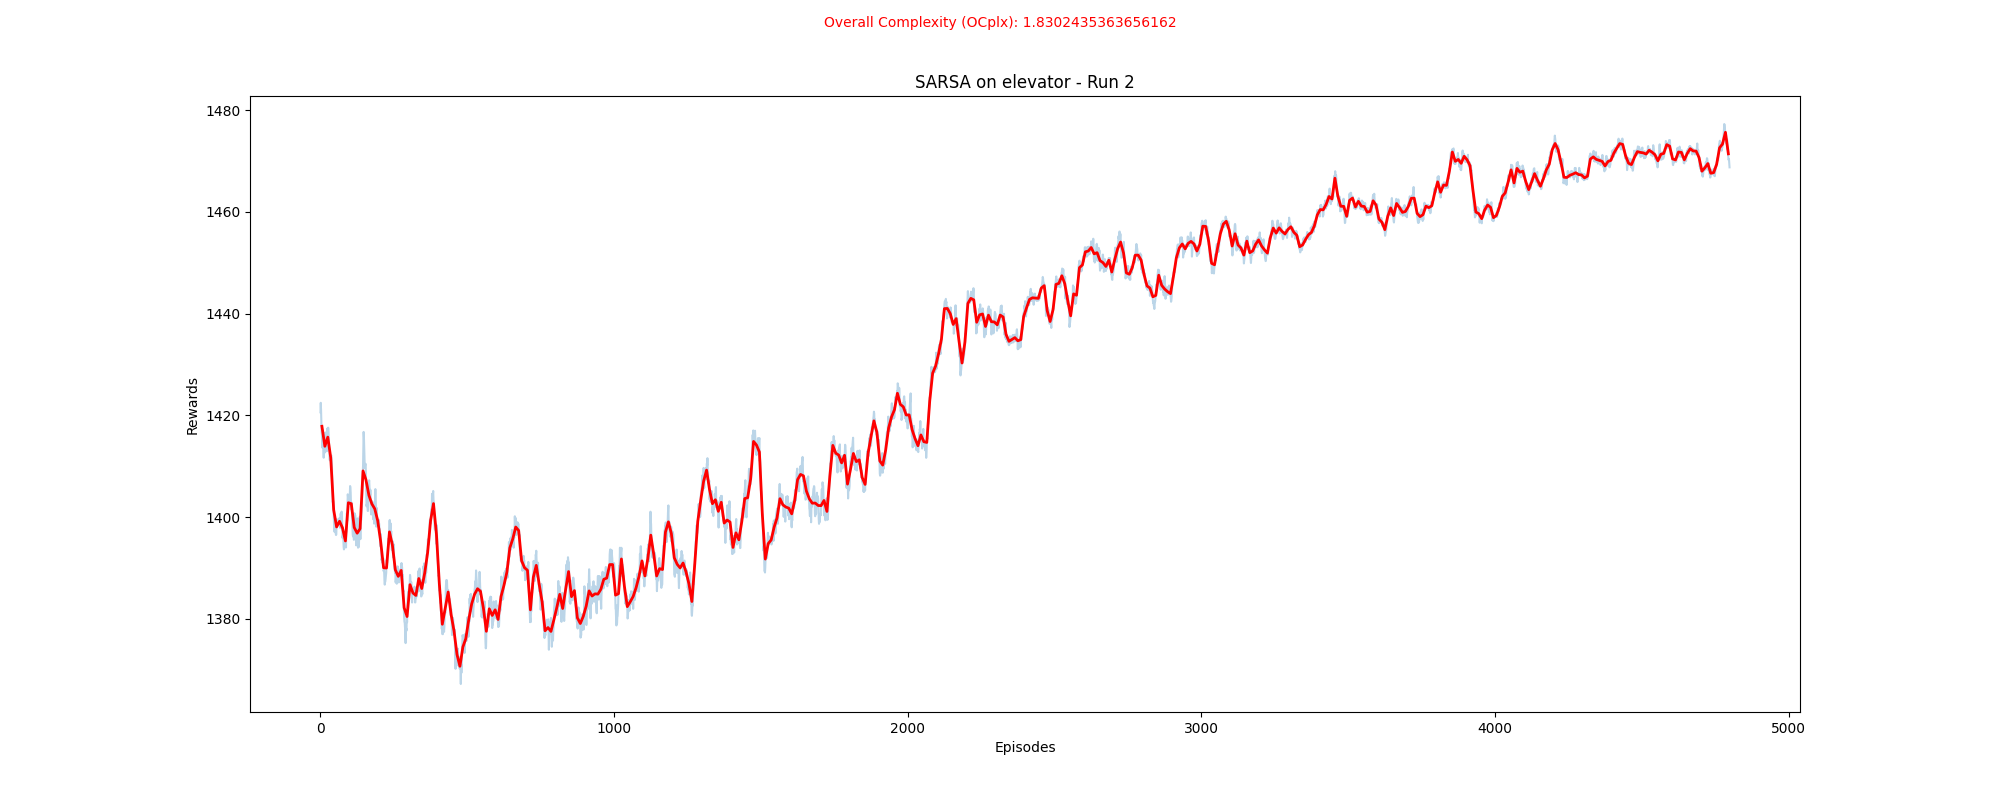 Overall Complexity (OCplx): 1.8302435363656162
SARSA on elevator - Run 2
1480
1460
1440
1420
1400
1380
Rewards
0 1000 2000 3000 4000 5000
Episodes